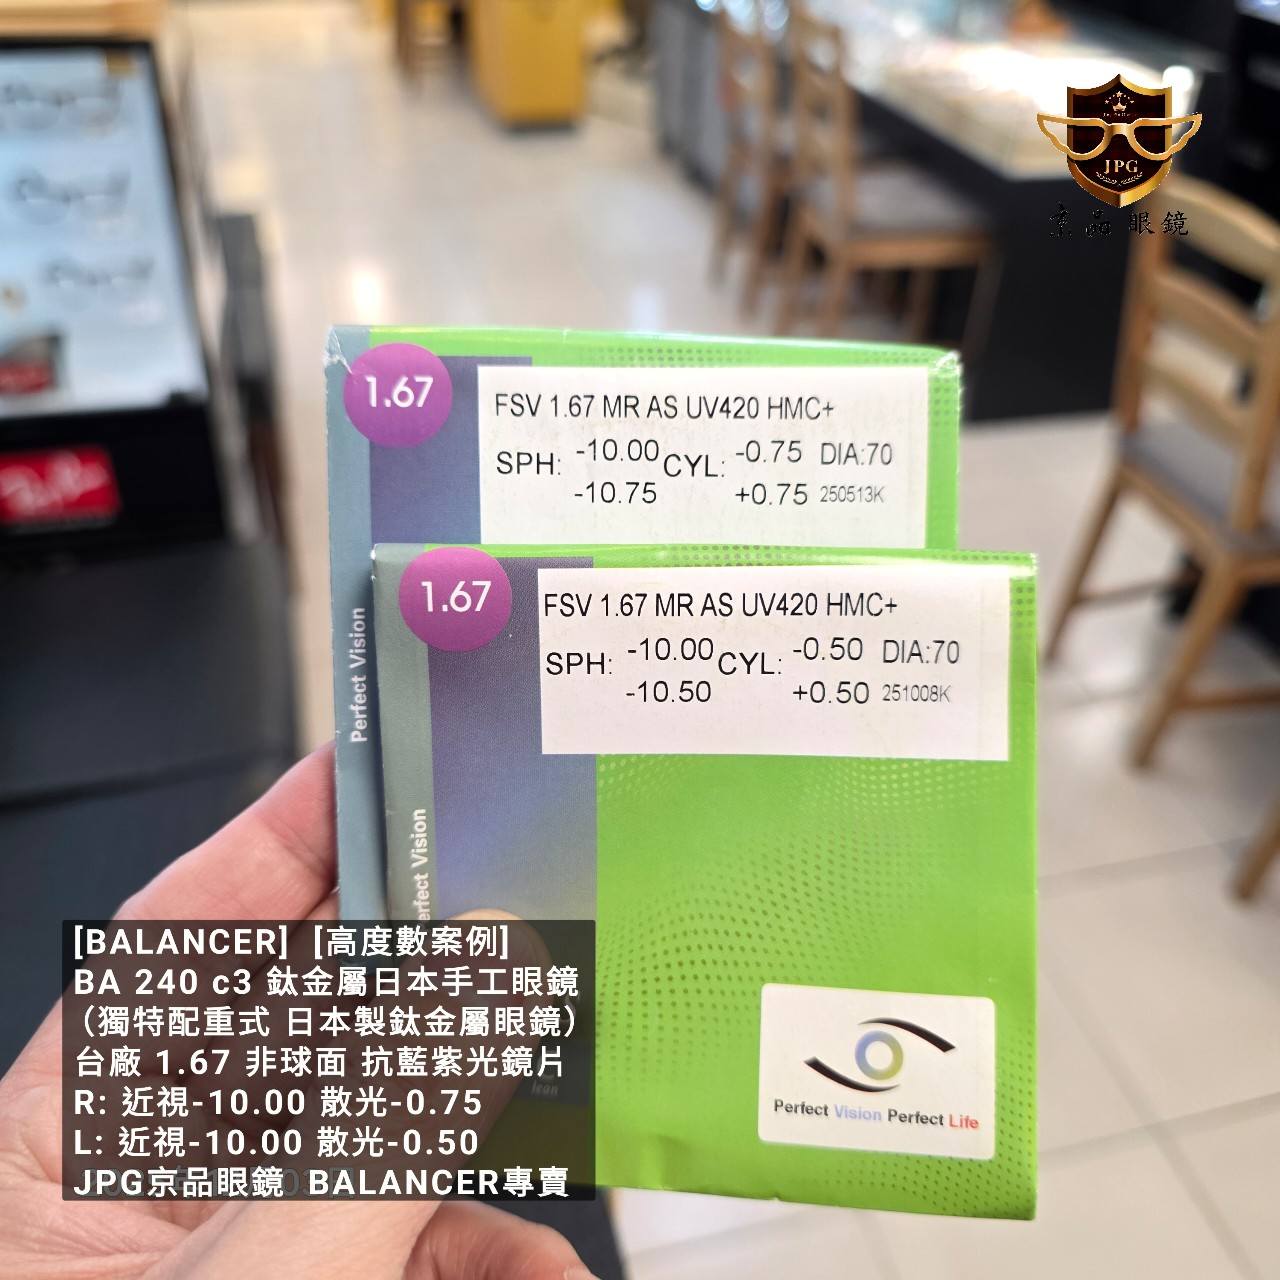 JPG
京品眼鏡
1.67
FSV 1.67 MR AS UV420 HMC+
SPH: -10.00 CYL: -0.75 DIA:70
-10.75 +0.75 250513K
Perfect Vision
1.67
FSV 1.67 MR AS UV420 HMC+
SPH: -10.00 CYL: -0.50 DIA:70
-10.50 +0.50 251008K
Perfect Vision
[BALANCER] [高度數案例]
BA 240 c3 鈦金屬日本手工眼鏡
(獨特配重式 日本製鈦金屬眼鏡)
台廠 1.67 非球面 抗藍紫光鏡片
R: 近視-10.00 散光-0.75
L: 近視-10.00 散光-0.50
JPG京品眼鏡 BALANCER專賣
Perfect Vision Perfect Life